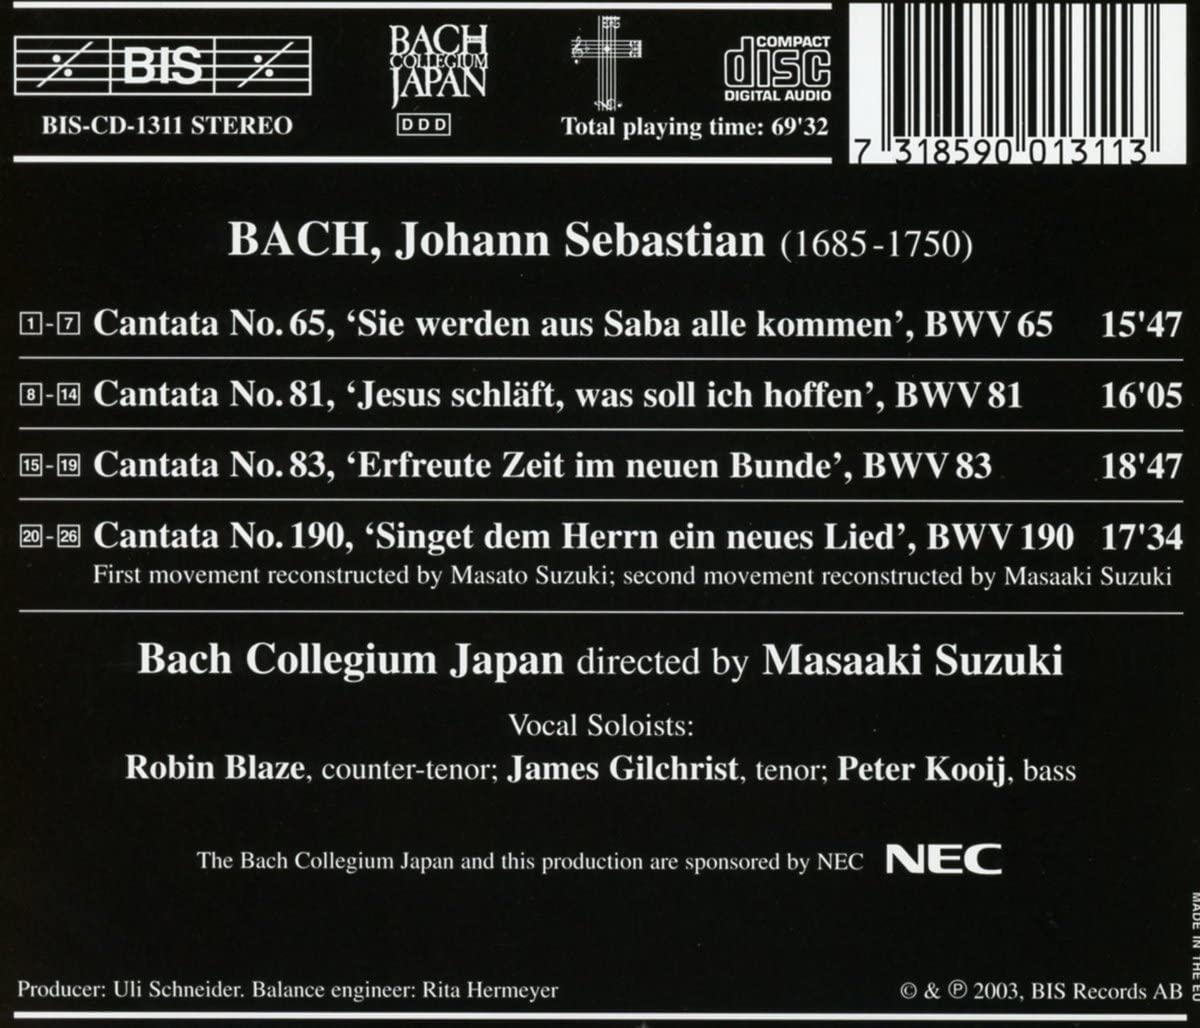 BIS
BACH
COLLEGIUM
JAPAN
COMPACT
disc
DIGITAL AUDIO
BIS-CD-1311 STEREO
DDD
Total playing time: 69'32
7 318590 013113
BACH, Johann Sebastian (1685-1750)
1-7 Cantata No. 65, ‘Sie werden aus Saba alle kommen’, BWV 65 15'47
8-14 Cantata No. 81, ‘Jesus schläft, was soll ich hoffen’, BWV 81 16'05
15-19 Cantata No. 83, ‘Erfreute Zeit im neuen Bunde’, BWV 83 18'47
20-26 Cantata No. 190, ‘Singet dem Herrn ein neues Lied’, BWV 190 17'34
First movement reconstructed by Masato Suzuki; second movement reconstructed by Masaaki Suzuki
Bach Collegium Japan directed by Masaaki Suzuki
Vocal Soloists:
Robin Blaze, counter-tenor; James Gilchrist, tenor; Peter Kooij, bass
The Bach Collegium Japan and this production are sponsored by NEC NEC
MADE IN THE EU
Producer: Uli Schneider. Balance engineer: Rita Hermeyer
© & ℗ 2003, BIS Records AB